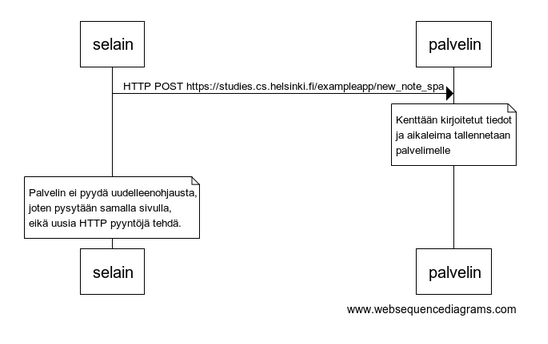 selain
palvelin
HTTP POST https://studies.cs.helsinki.fi/exampleapp/new_note_spa
Kenttään kirjoitetut tiedot
ja aikaleima tallennetaan
palvelimelle
Palvelin ei pyydä uudelleenohjausta,
joten pysytään samalla sivulla,
eikä uusia HTTP pyyntöjä tehdä.
selain
palvelin
www.websequencediagrams.com